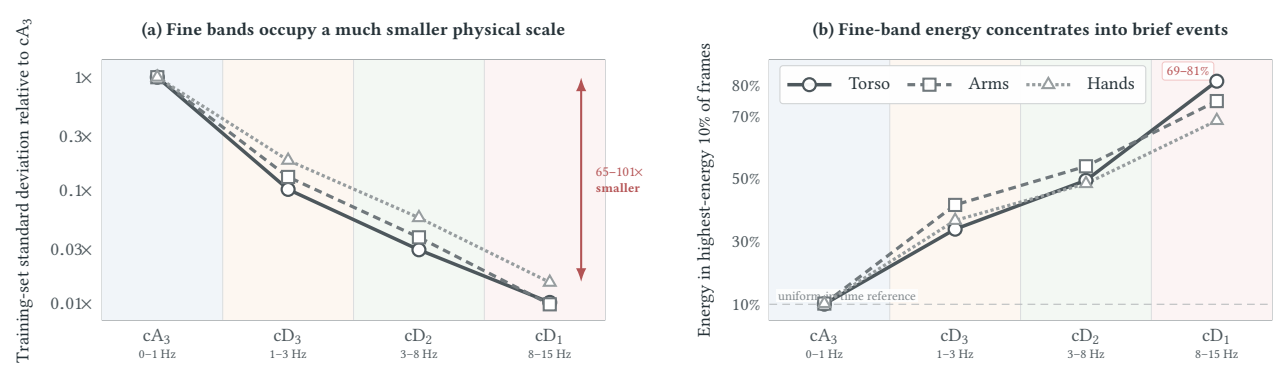 (a) Fine bands occupy a much smaller physical scale
Training-set standard deviation relative to cA₃
1×
0.3×
0.1×
0.03×
0.01×
65–101×
smaller
cA₃
cD₃
cD₂
cD₁
0–1 Hz
1–3 Hz
3–8 Hz
8–15 Hz
(b) Fine-band energy concentrates into brief events
Energy in highest-energy 10% of frames
80%
70%
50%
30%
10%
Torso
Arms
Hands
69–81%
uniform-in-time reference
cA₃
cD₃
cD₂
cD₁
0–1 Hz
1–3 Hz
3–8 Hz
8–15 Hz